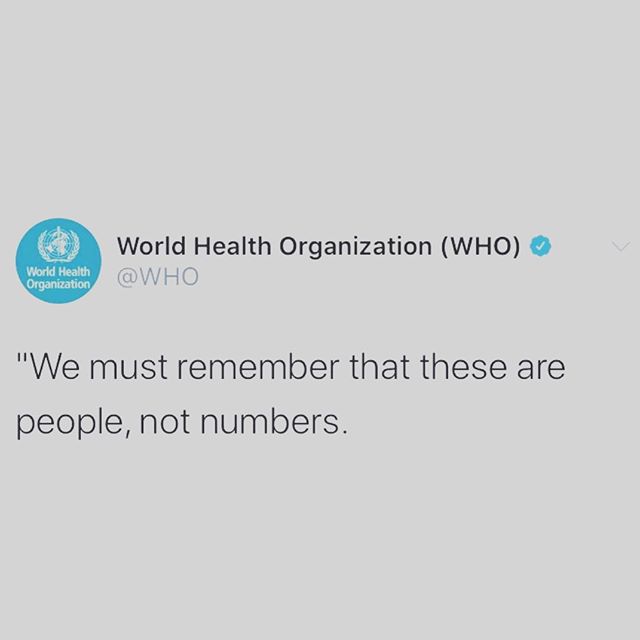 World Health
Organization
World Health Organization (WHO)
@WHO
"We must remember that these are
people, not numbers.